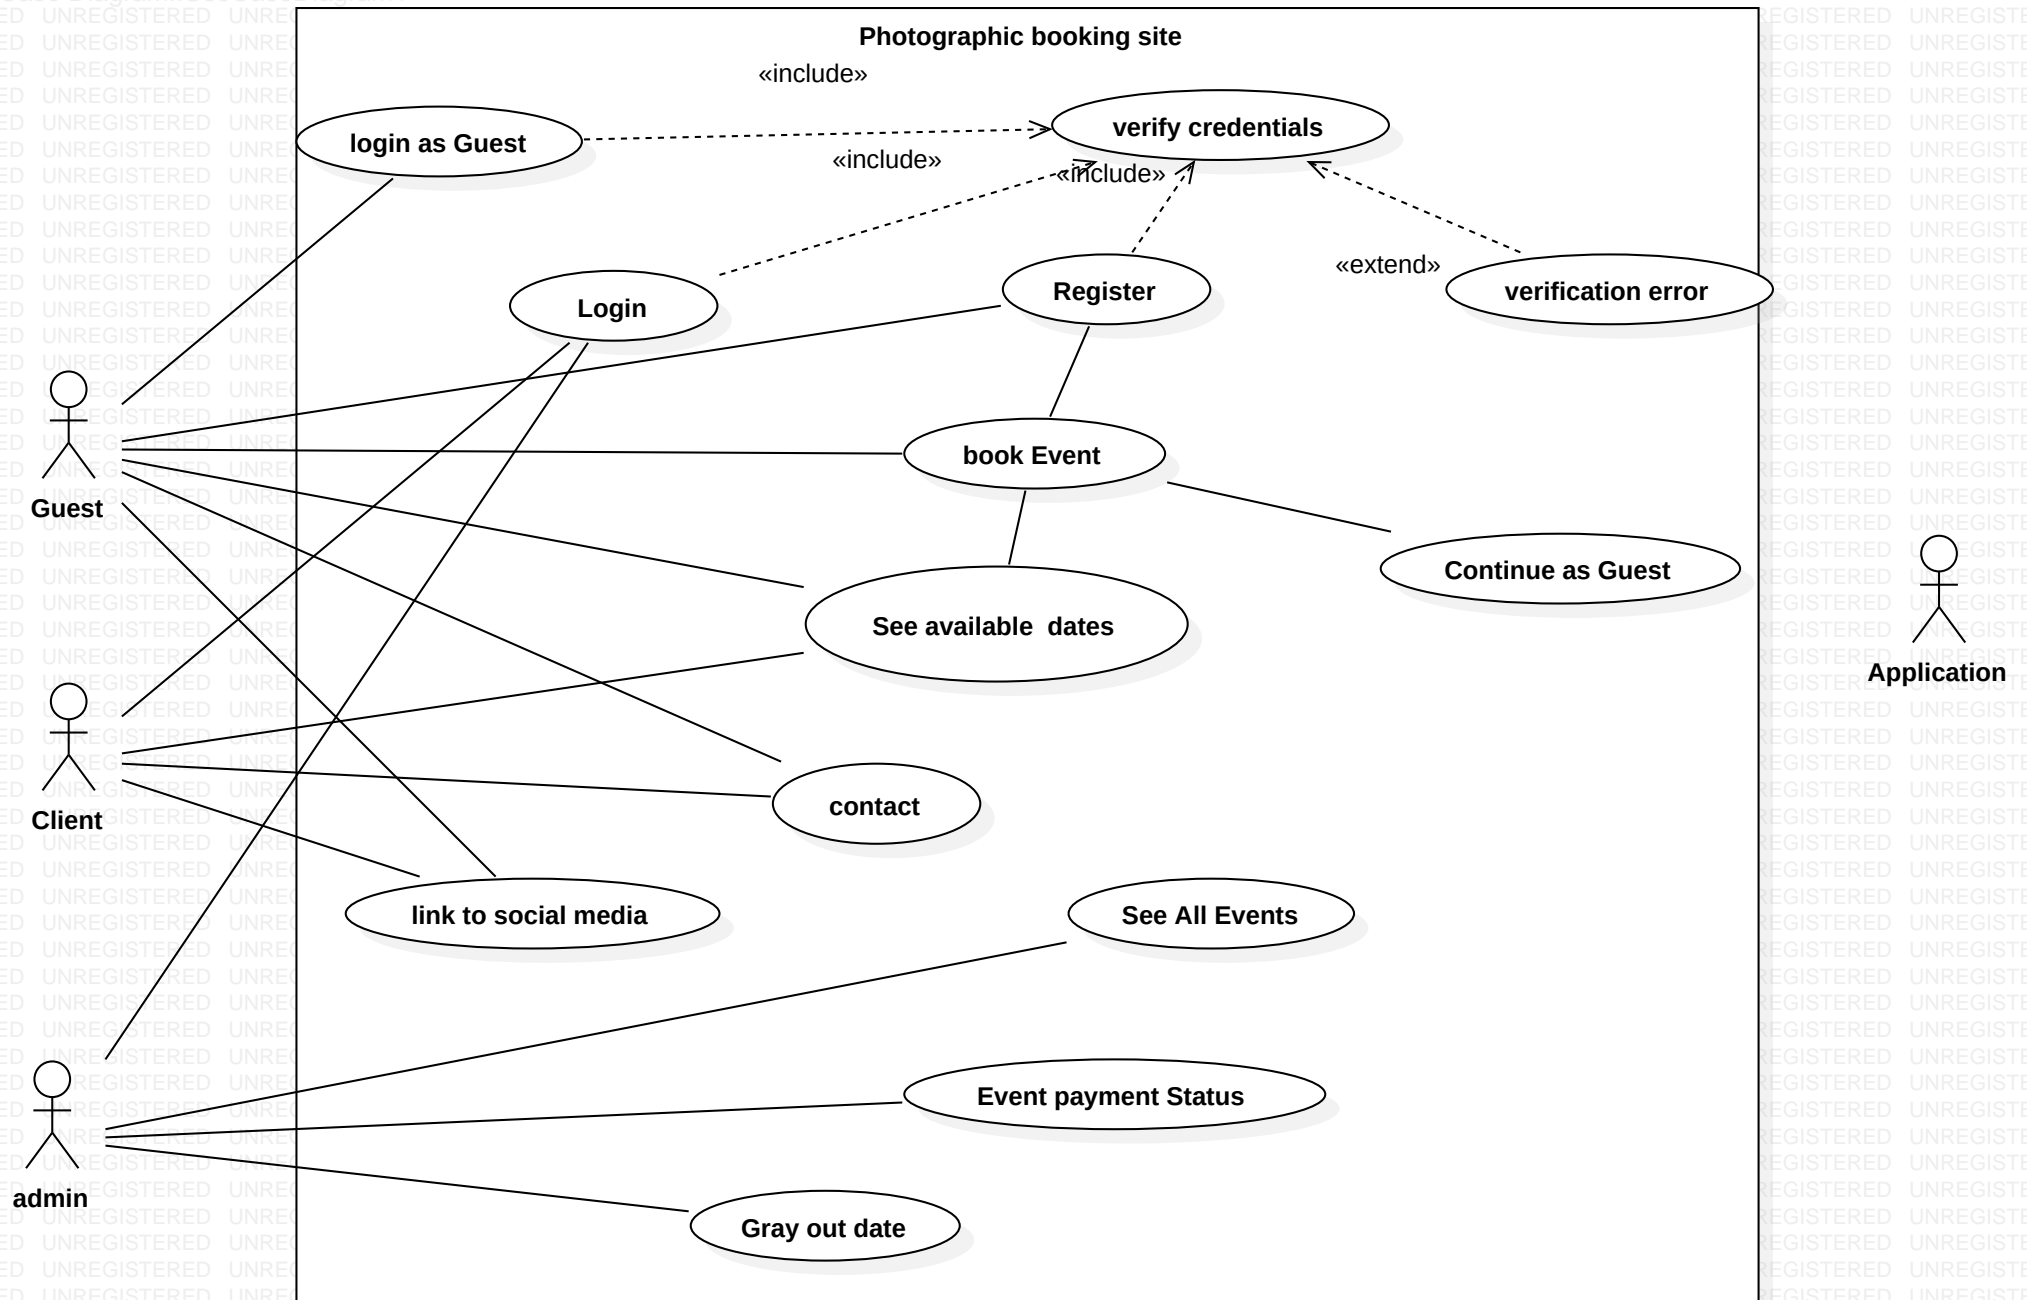 Photographic booking site
«include»
login as Guest
verify credentials
«include»
«include»
Login
Register
«extend»
verification error
Guest
book Event
Continue as Guest
See available  dates
Application
Client
contact
link to social media
See All Events
admin
Event payment Status
Gray out date
UNREGISTERED